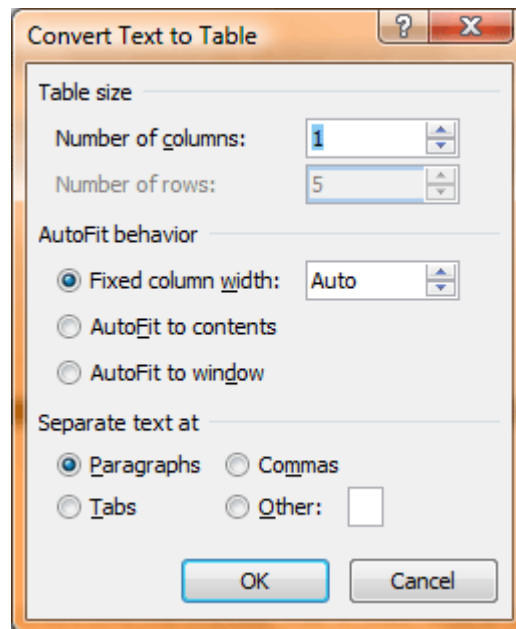 Convert Text to Table
?
X
Table size
Number of columns: 1
Number of rows: 5
AutoFit behavior
Fixed column width: Auto
AutoFit to contents
AutoFit to window
Separate text at
Paragraphs Commas
Tabs Other:
OK Cancel